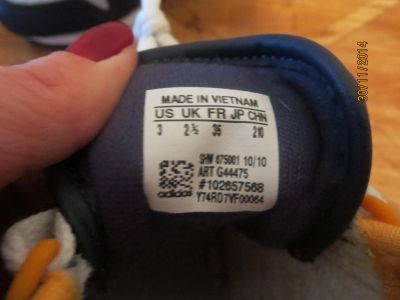 MADE IN VIETNAM
US UK FR JP CHN
3 2½ 35 210
SHW 675001 10/10
ART G44475
#102657568
adidas Y74RD7VF00064
30/11/2014